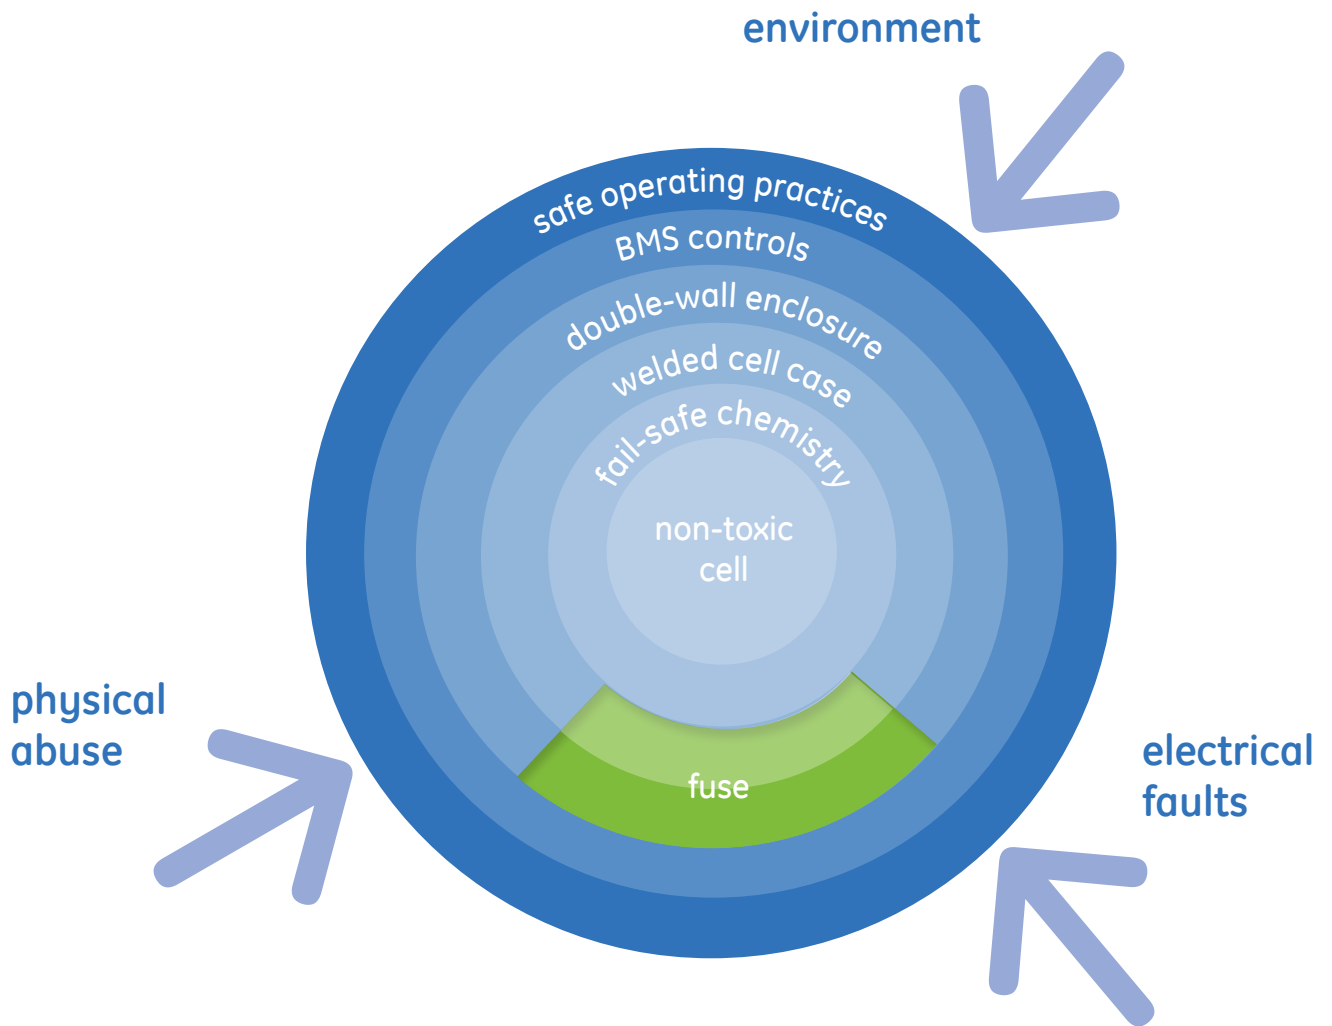 environment
safe operating practices
BMS controls
double-wall enclosure
welded cell case
fail-safe chemistry
non-toxic
cell
physical
abuse
electrical
faults
fuse